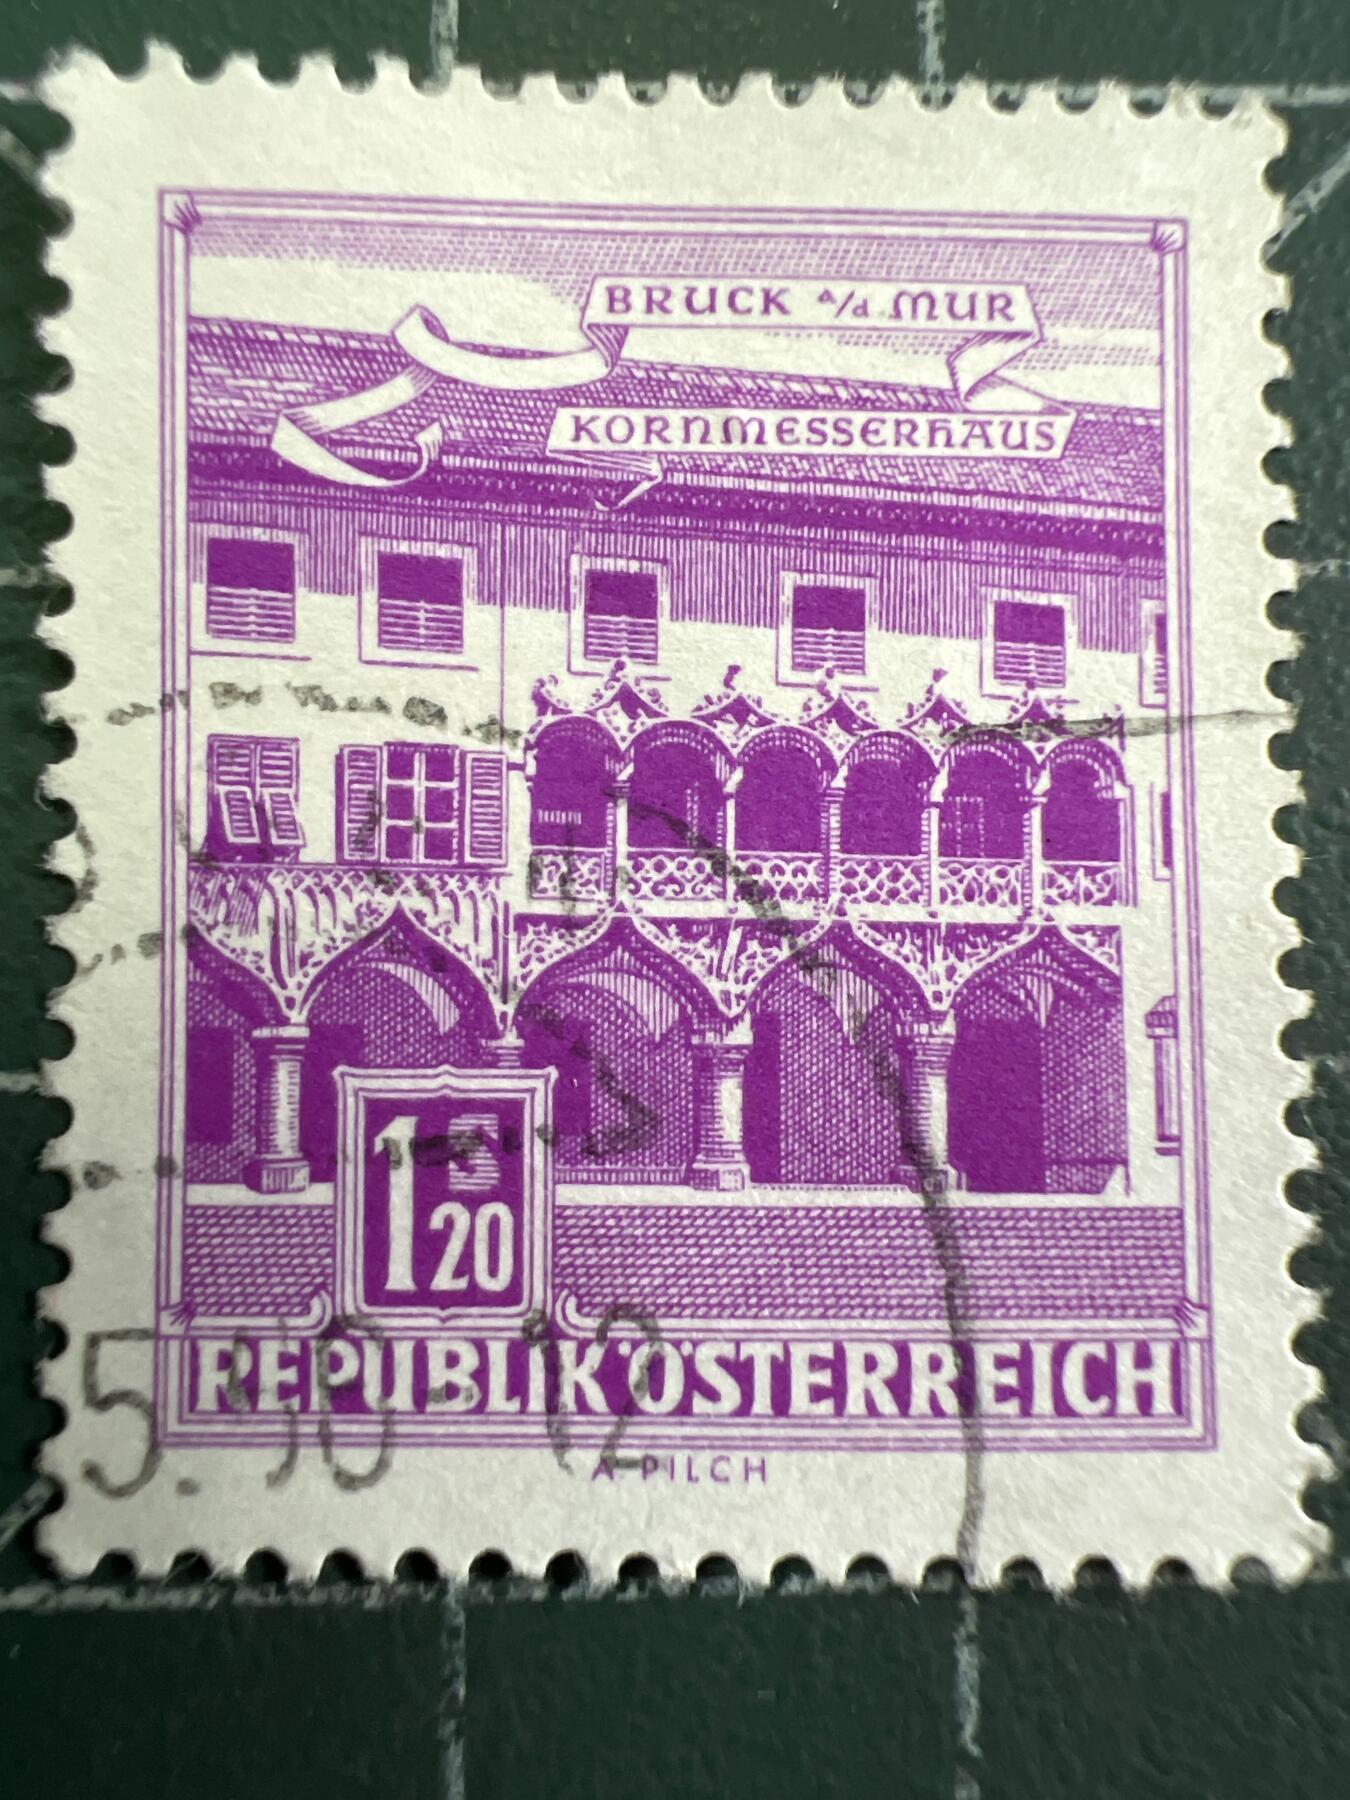 BRUCK a/d MUR
KORNMESSERHAUS
1 S
20
REPUBLIK ÖSTERREICH
A. PILCH